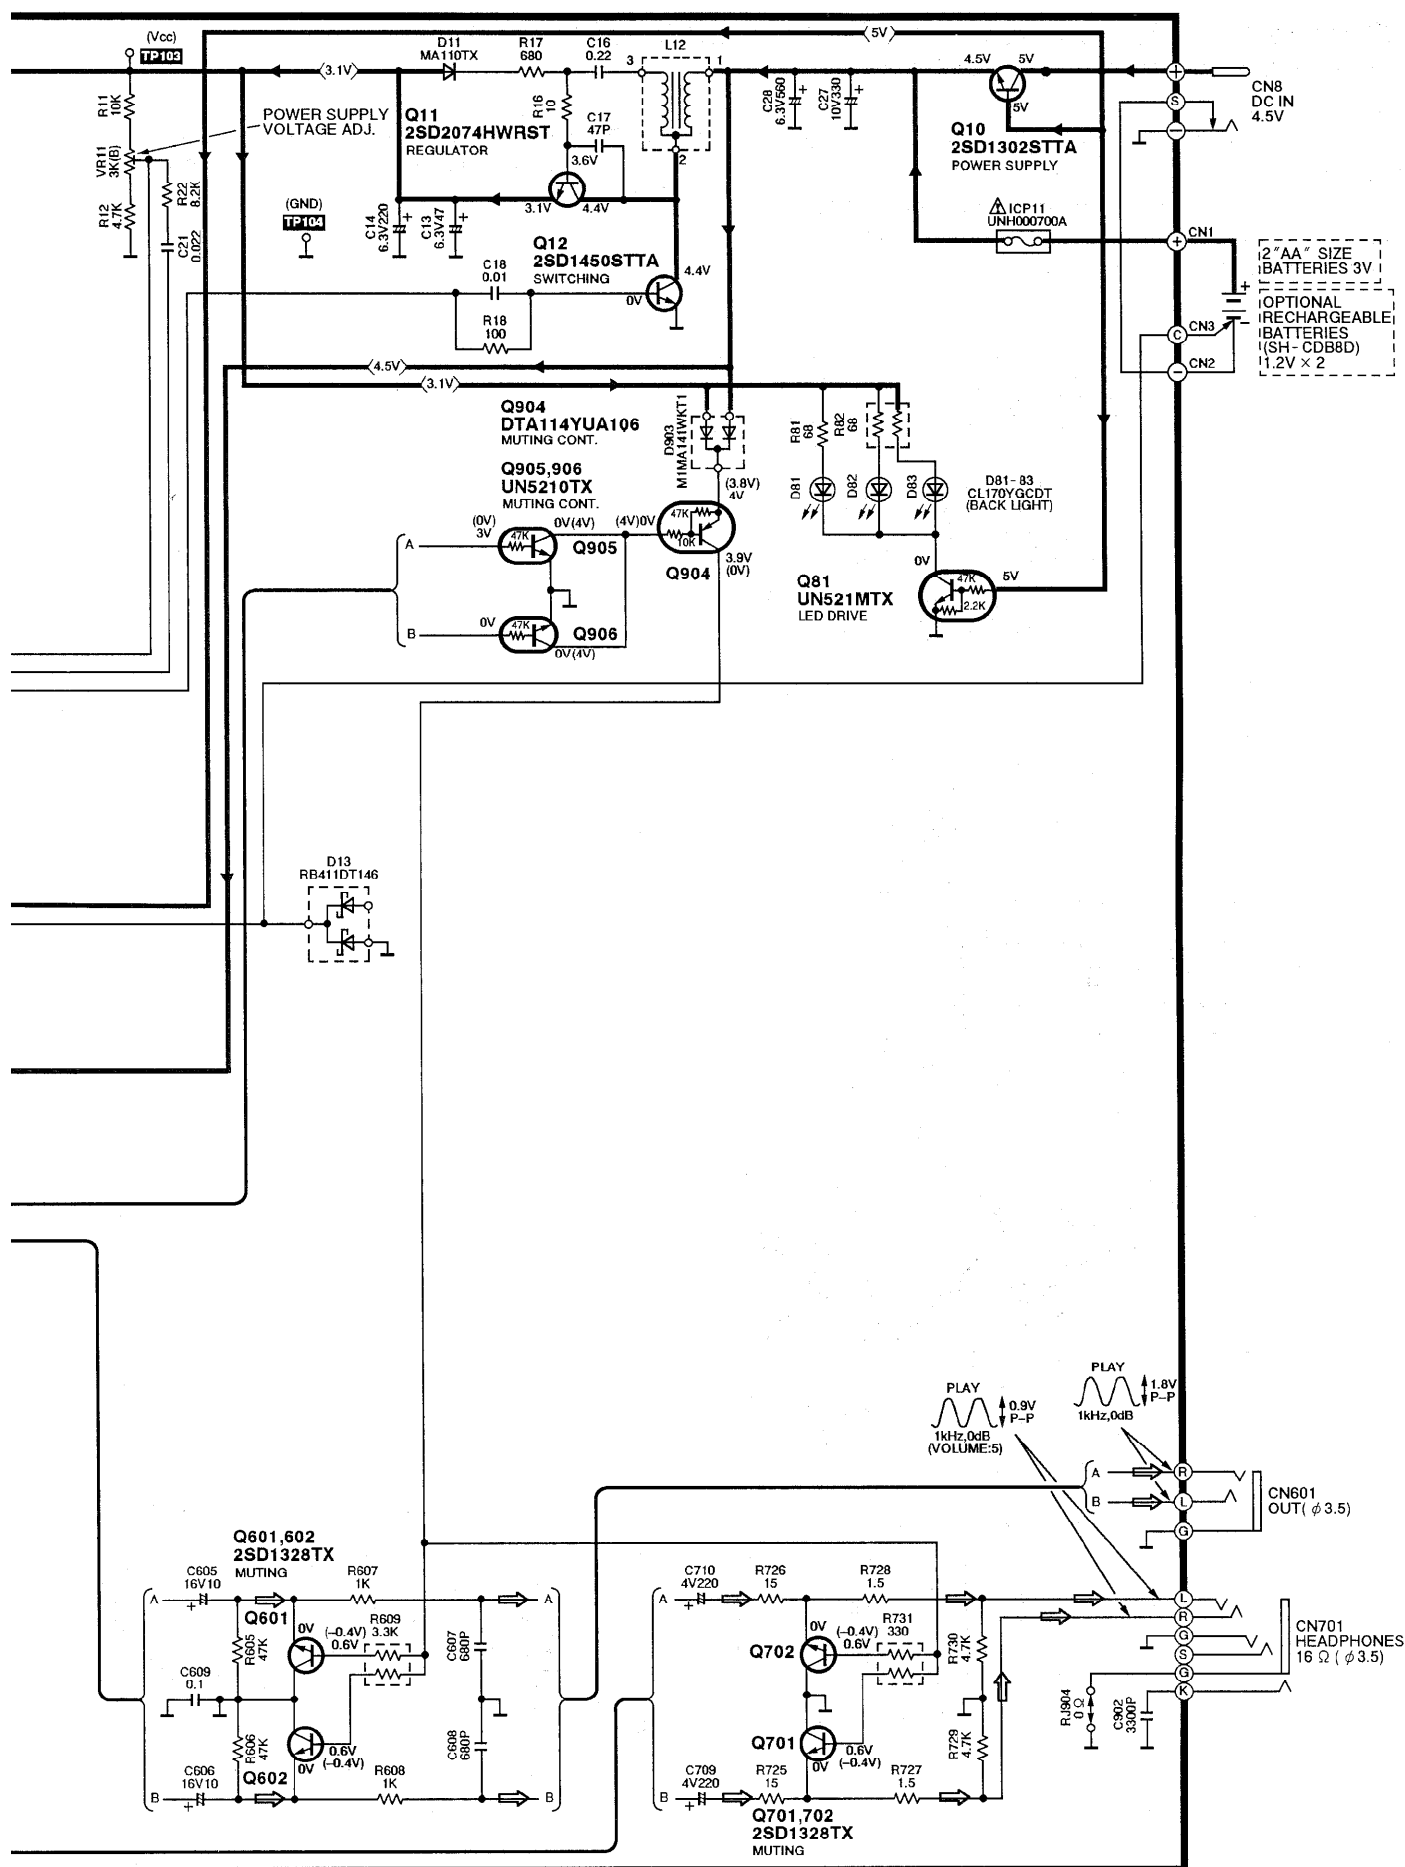 (Vcc)
TP103
(3.1V)
D11
MA110TX
R17
680
C16
0.22
L12
3
1
2
(5V)
4.5V
5V
5V
CN8
DC IN
4.5V
S
R11
10K
POWER SUPPLY
VOLTAGE ADJ.
VR11
3K(B)
R12
4.7K
R22
8.2K
C21
0.022
Q11
2SD2074HWRST
REGULATOR
R16
10
C17
47P
3.6V
3.1V
4.4V
C28
6.3V560
C27
10V330
Q10
2SD1302STTA
POWER SUPPLY
(GND)
TP104
C14
6.3V220
C13
6.3V47
ICP11
UNH000700A
CN1
2"AA" SIZE
BATTERIES 3V
Q12
2SD1450STTA
SWITCHING
4.4V
0V
C18
0.01
R18
100
OPTIONAL
RECHARGEABLE
BATTERIES
(SH-CDB8D)
1.2V × 2
C
CN3
CN2
(4.5V)
(3.1V)
Q904
DTA114YUA106
MUTING CONT.
D903
M1MA141WKT1
R81
68
R82
68
Q905,906
UN5210TX
MUTING CONT.
(3.8V)
4V
D81
D82
D83
D81-83
CL170YGCDT
(BACK LIGHT)
A
(0V)
3V
47K
0V(4V)
Q905
(4V)0V
47K
10K
Q904
3.9V
(0V)
0V
Q81
UN521MTX
LED DRIVE
47K
2.2K
5V
B
0V
47K
Q906
0V(4V)
D13
RB411DT146
PLAY
1.8V
P-P
1kHz,0dB
PLAY
0.9V
P-P
1kHz,0dB
(VOLUME:5)
A
B
R
L
G
CN601
OUT( ϕ3.5)
Q601,602
2SD1328TX
MUTING
A
C605
16V10
R607
1K
A
Q601
0V
(-0.4V)
0.6V
R609
3.3K
R605
47K
C607
680P
C609
0.1
R606
47K
0.6V
(-0.4V)
0V
C608
680P
C606
16V10
Q602
R608
1K
B
B
A
C710
4V220
R726
15
R728
1.5
Q702
0V
(-0.4V)
0.6V
R731
330
R730
4.7K
Q701
0V
0.6V
(-0.4V)
R729
4.7K
B
C709
4V220
R725
15
R727
1.5
Q701,702
2SD1328TX
MUTING
L
R
G
S
G
K
CN701
HEADPHONES
16 Ω ( ϕ3.5)
RJ904
0 Ω
C902
3300P